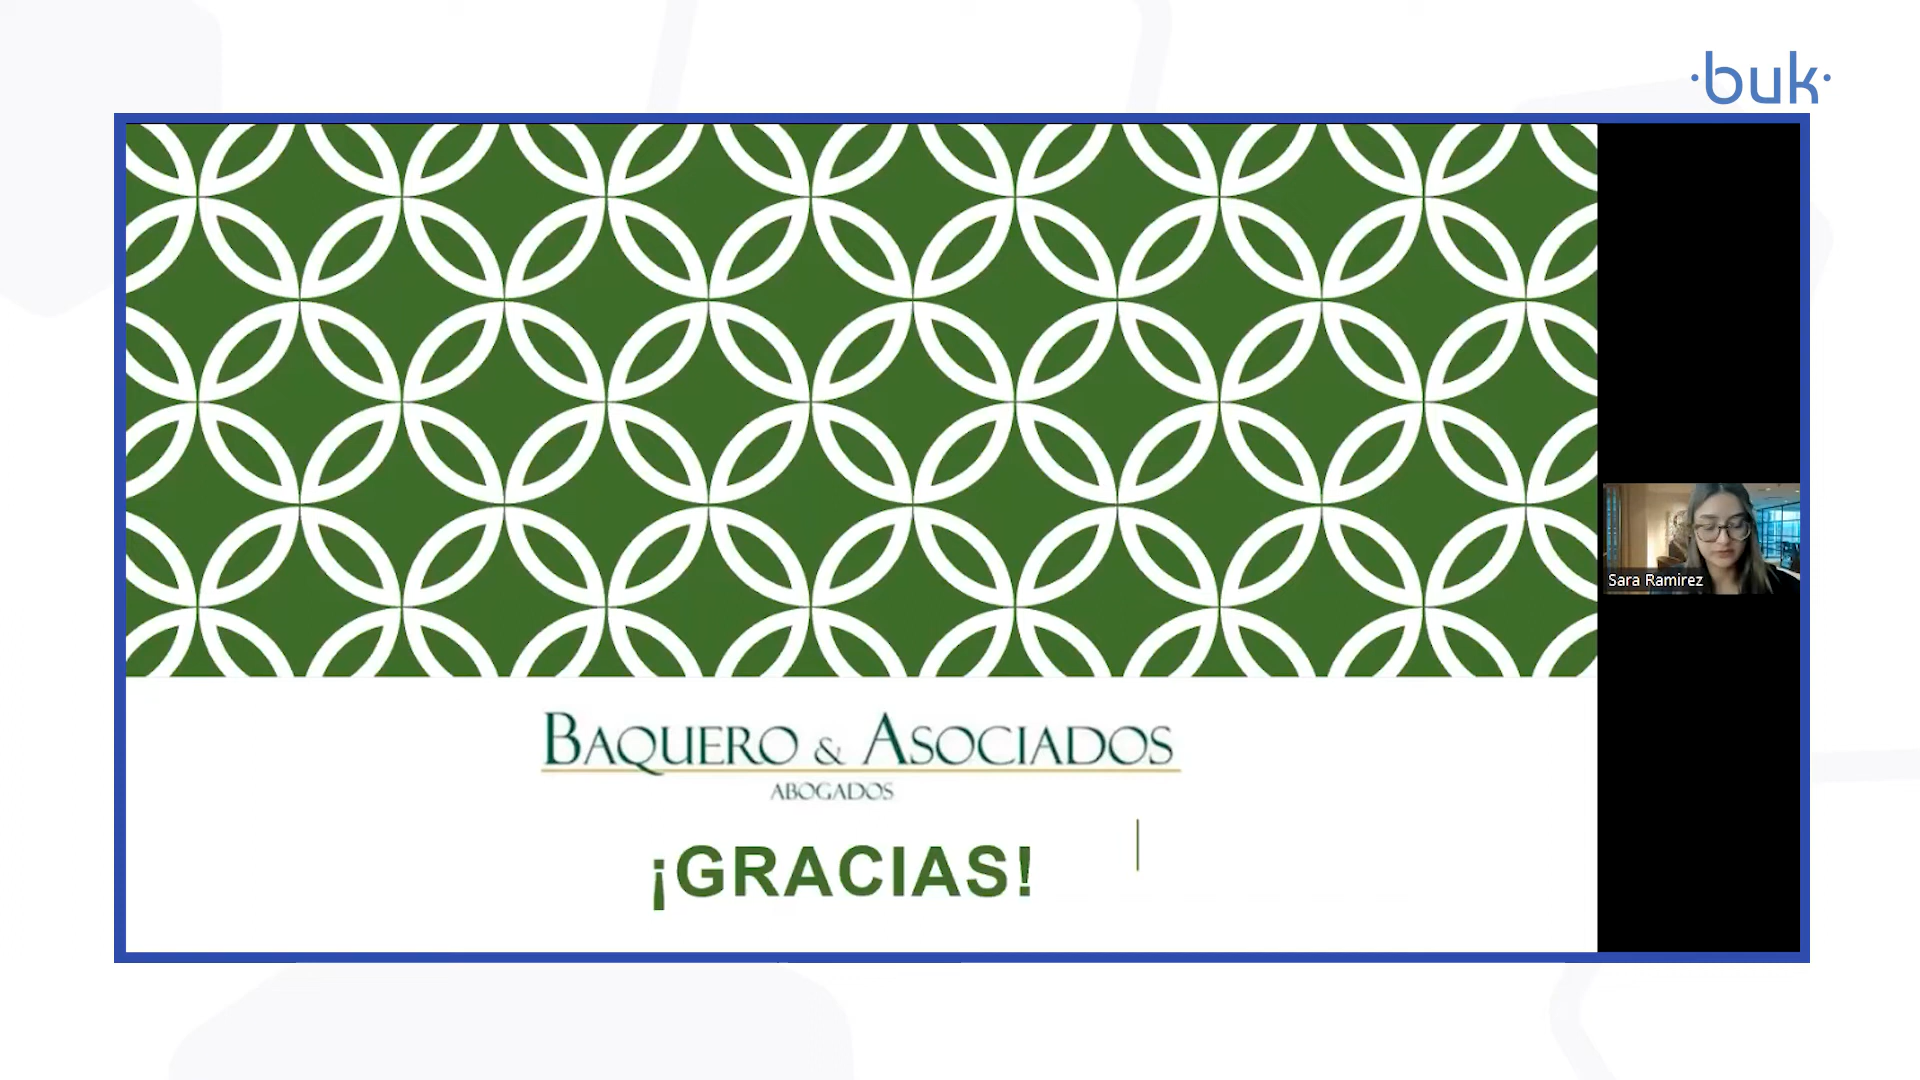 ·buk·
Sara Ramirez
BAQUERO & ASOCIADOS
ABOGADOS
¡GRACIAS!